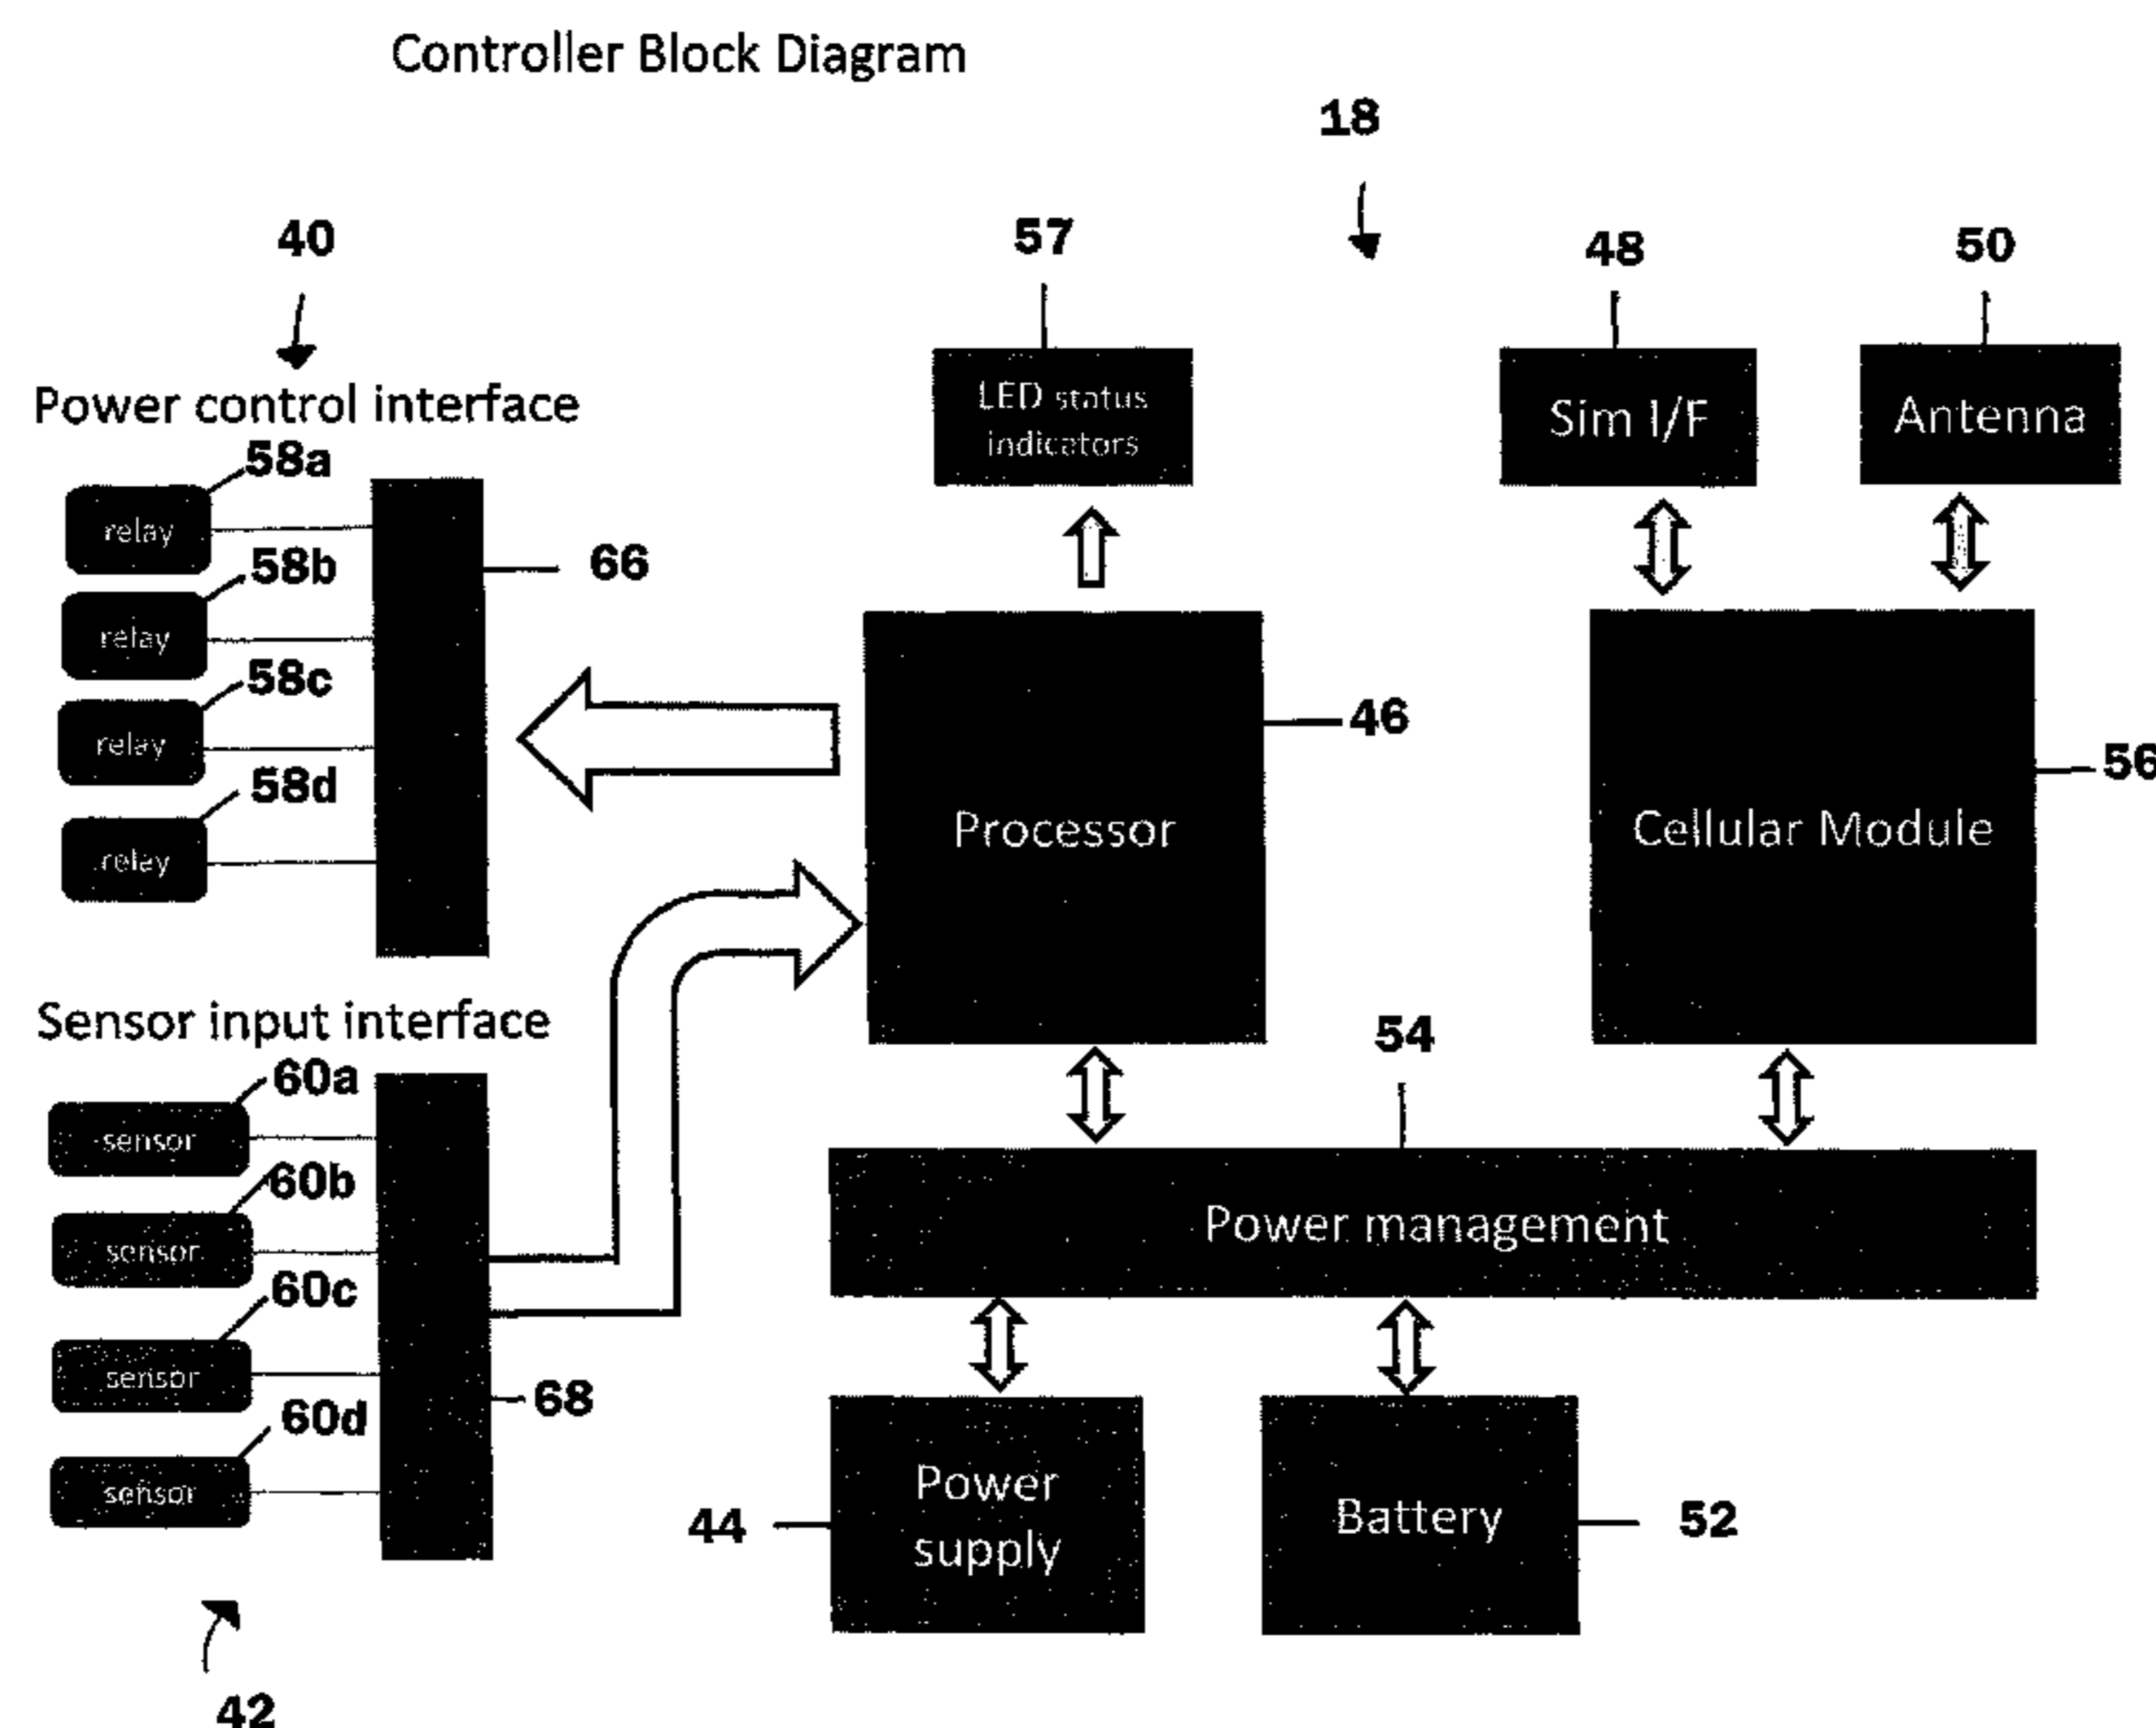 Controller Block Diagram
18
40
57
48
50
Power control interface
LED status
indicators
Sim I/F
Antenna
58a
relay
58b
relay
58c
relay
58d
relay
66
Processor
46
Cellular Module
56
Sensor input interface
60a
sensor
60b
sensor
60c
sensor
60d
sensor
68
54
Power management
44
Power
supply
Battery
52
42